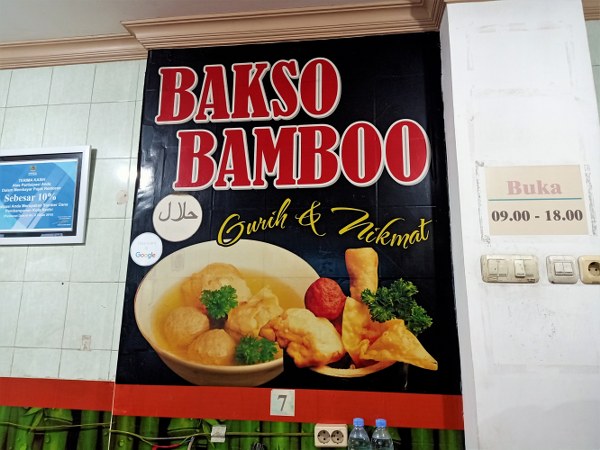 BAKSO
BAMBOO
Gurih & Nikmat
حلال
Google
Sebesar 10%
Buka
09.00 - 18.00
7